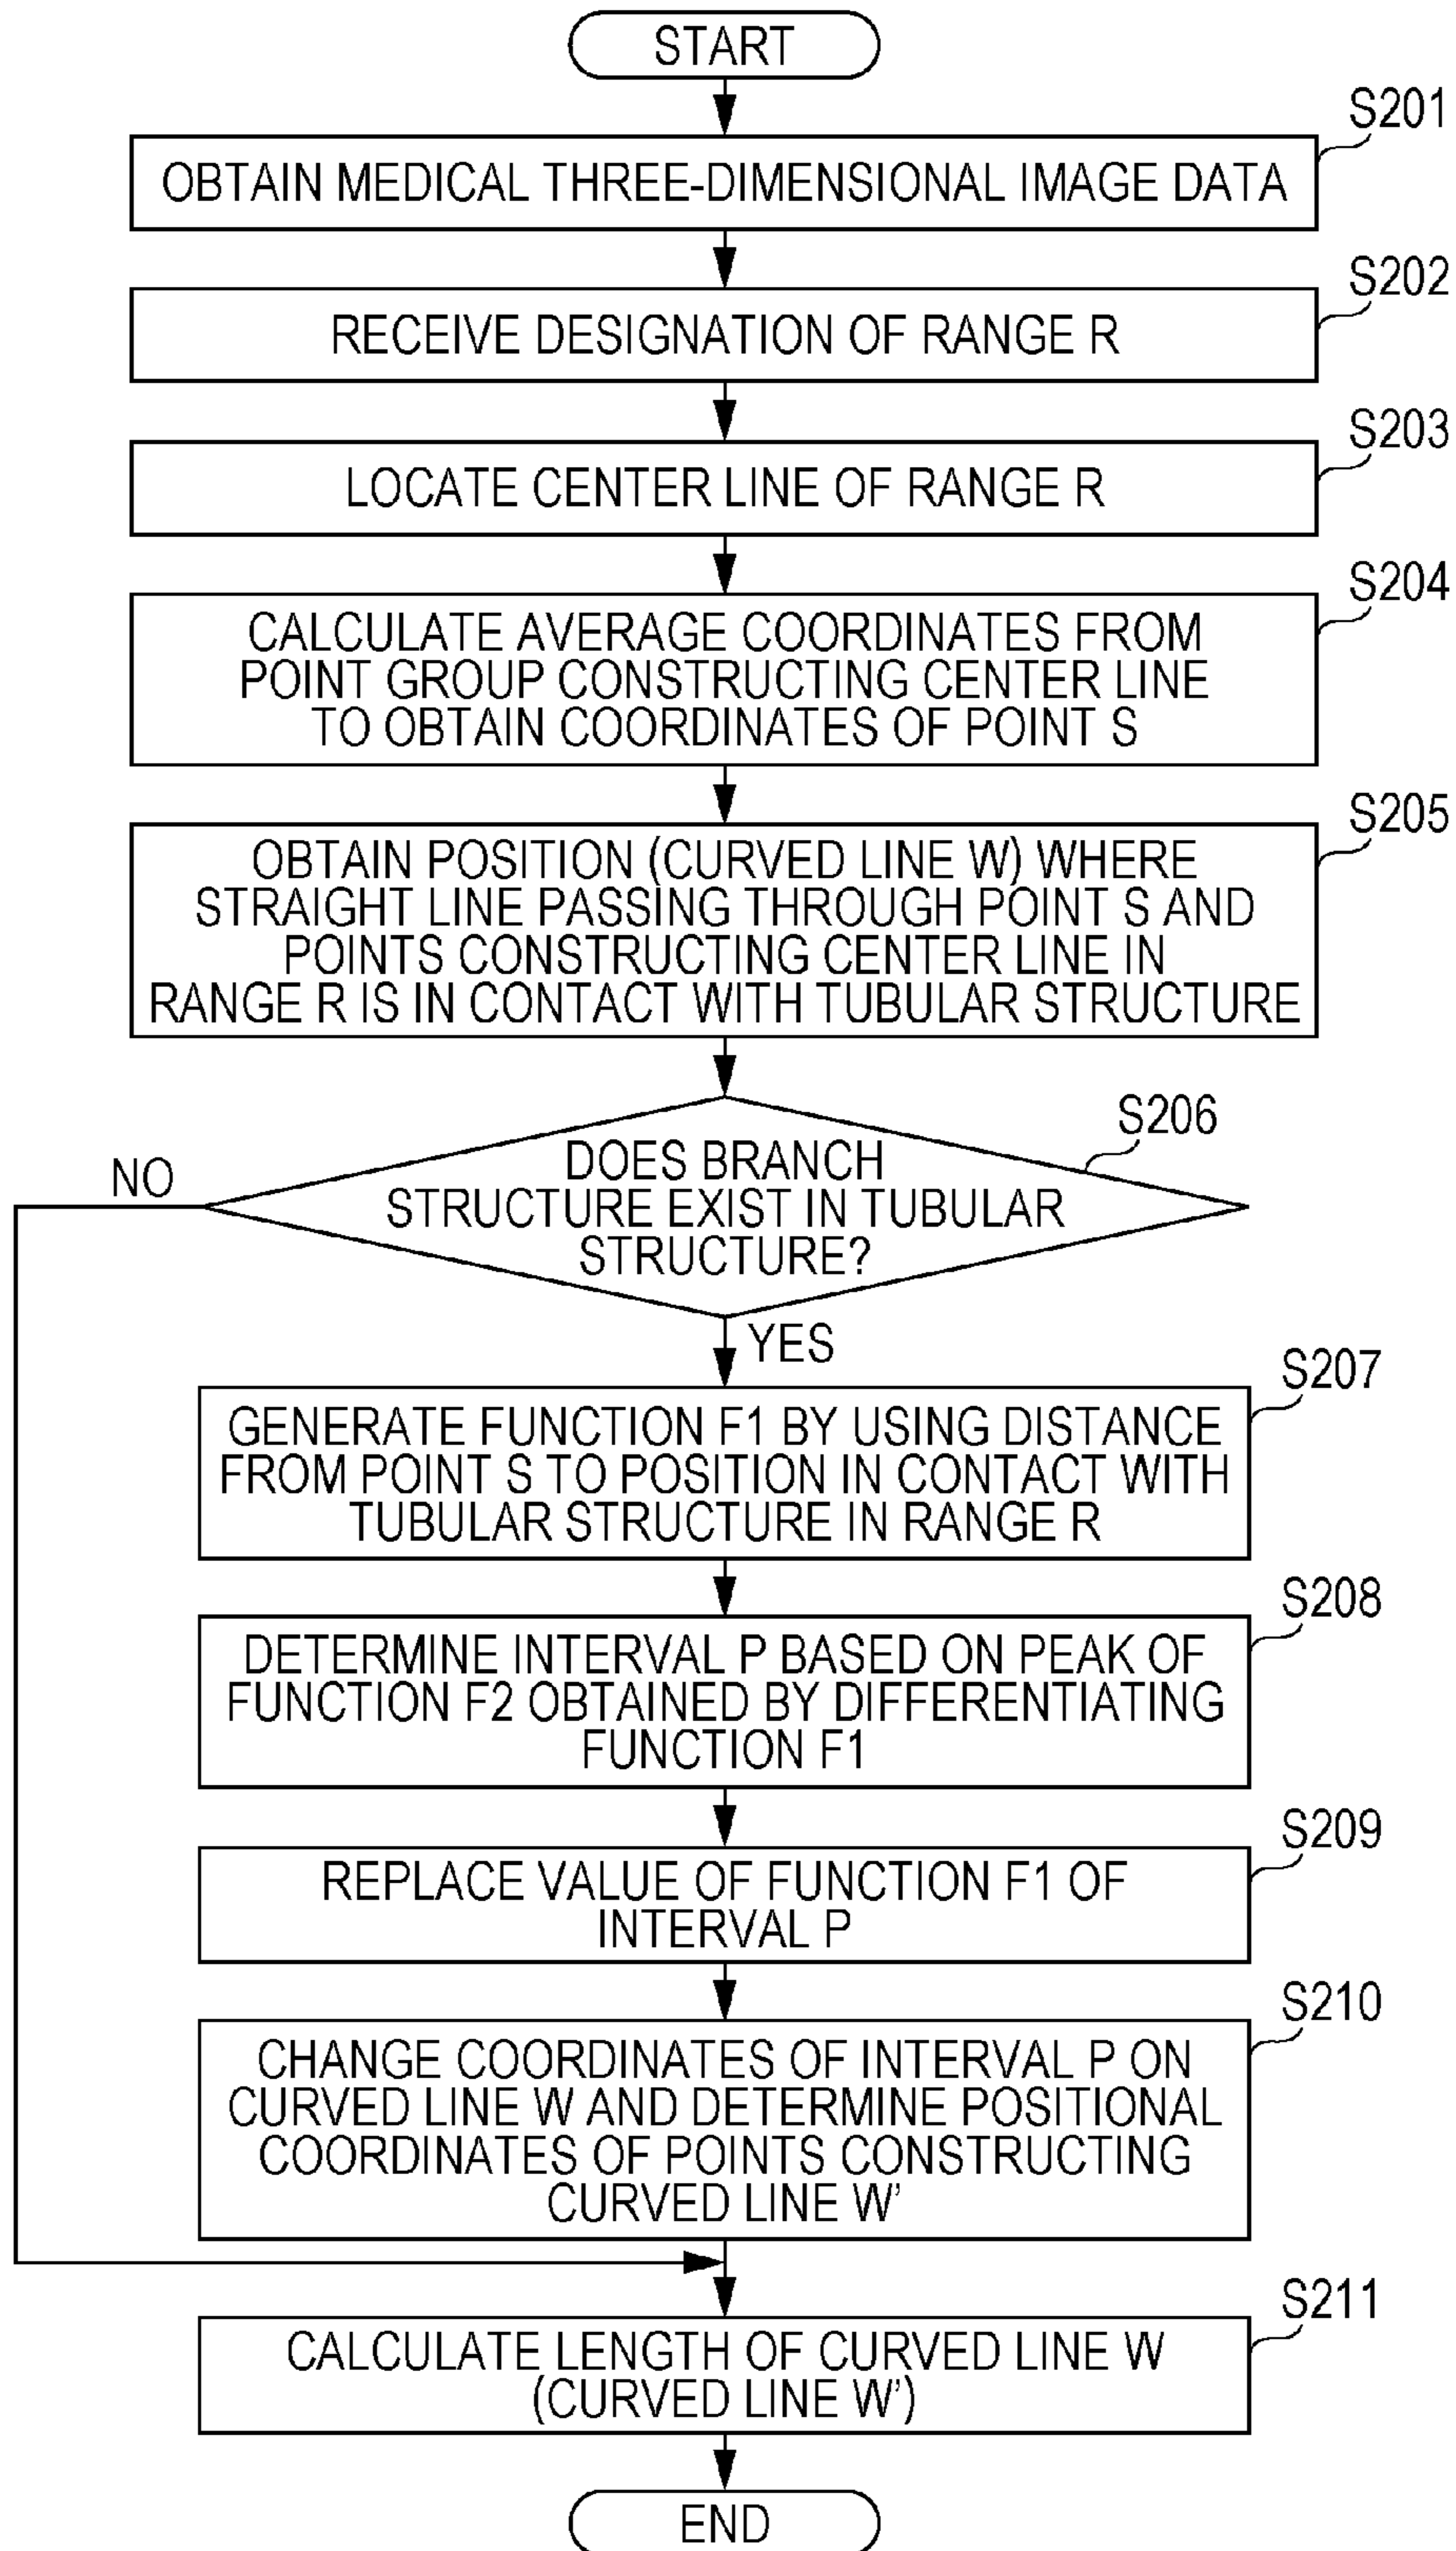 START
S201
OBTAIN MEDICAL THREE-DIMENSIONAL IMAGE DATA
S202
RECEIVE DESIGNATION OF RANGE R
S203
LOCATE CENTER LINE OF RANGE R
S204
CALCULATE AVERAGE COORDINATES FROM
POINT GROUP CONSTRUCTING CENTER LINE
TO OBTAIN COORDINATES OF POINT S
S205
OBTAIN POSITION (CURVED LINE W) WHERE
STRAIGHT LINE PASSING THROUGH POINT S AND
POINTS CONSTRUCTING CENTER LINE IN
RANGE R IS IN CONTACT WITH TUBULAR STRUCTURE
S206
DOES BRANCH
STRUCTURE EXIST IN TUBULAR
STRUCTURE?
NO
YES
S207
GENERATE FUNCTION F1 BY USING DISTANCE
FROM POINT S TO POSITION IN CONTACT WITH
TUBULAR STRUCTURE IN RANGE R
S208
DETERMINE INTERVAL P BASED ON PEAK OF
FUNCTION F2 OBTAINED BY DIFFERENTIATING
FUNCTION F1
S209
REPLACE VALUE OF FUNCTION F1 OF
INTERVAL P
S210
CHANGE COORDINATES OF INTERVAL P ON
CURVED LINE W AND DETERMINE POSITIONAL
COORDINATES OF POINTS CONSTRUCTING
CURVED LINE W'
S211
CALCULATE LENGTH OF CURVED LINE W
(CURVED LINE W')
END